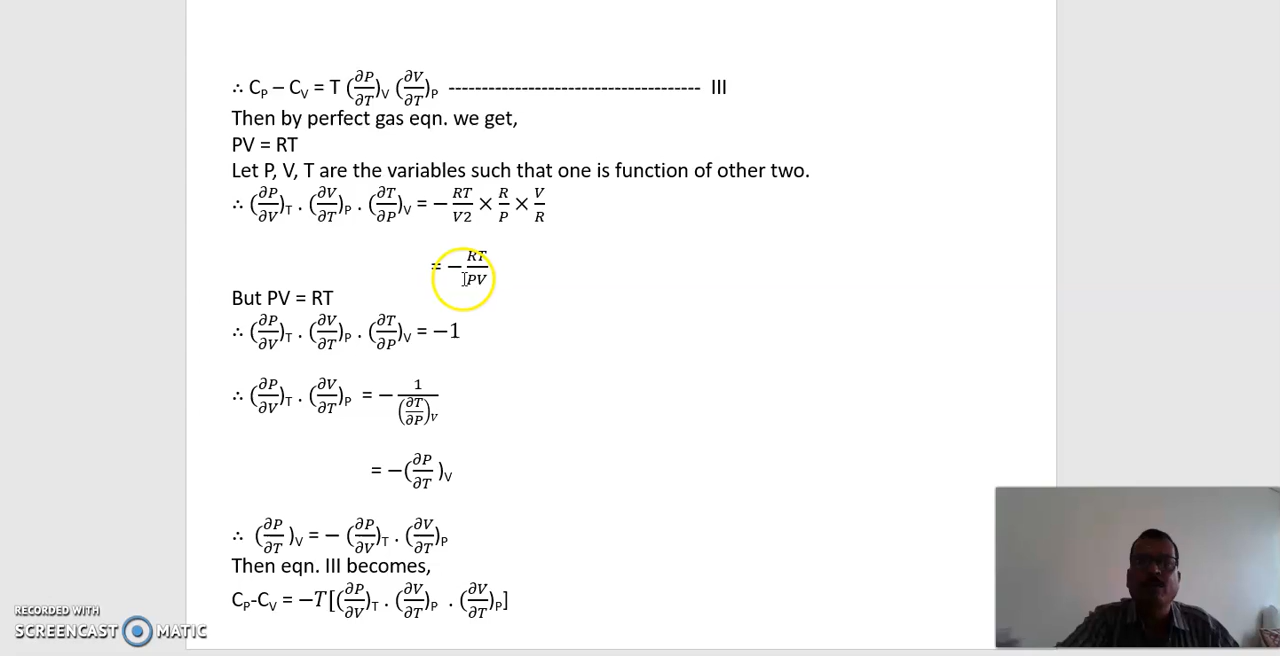 ∴ C_P – C_V = T (∂P/∂T)_V (∂V/∂T)_P -------------------------------------- III
Then by perfect gas eqn. we get,
PV = RT
Let P, V, T are the variables such that one is function of other two.
∴ (∂P/∂V)_T . (∂V/∂T)_P . (∂T/∂P)_V = − RT/V2 × R/P × V/R
= − RT/PV
But PV = RT
∴ (∂P/∂V)_T . (∂V/∂T)_P . (∂T/∂P)_V = −1
∴ (∂P/∂V)_T . (∂V/∂T)_P = − 1/(∂T/∂P)_V
= −(∂P/∂T)_V
∴ (∂P/∂T)_V = − (∂P/∂V)_T . (∂V/∂T)_P
Then eqn. III becomes,
C_P-C_V = −T[(∂P/∂V)_T . (∂V/∂T)_P . (∂V/∂T)_P]
RECORDED WITH
SCREENCAST MATIC